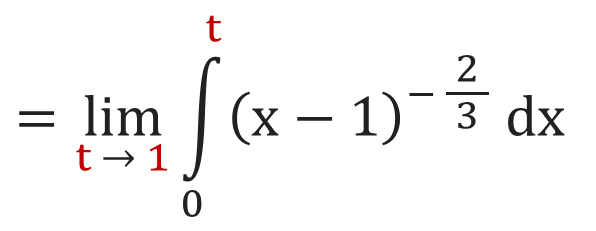 = lim t → 1 ∫ 0 t (x − 1)^(− 2/3) dx